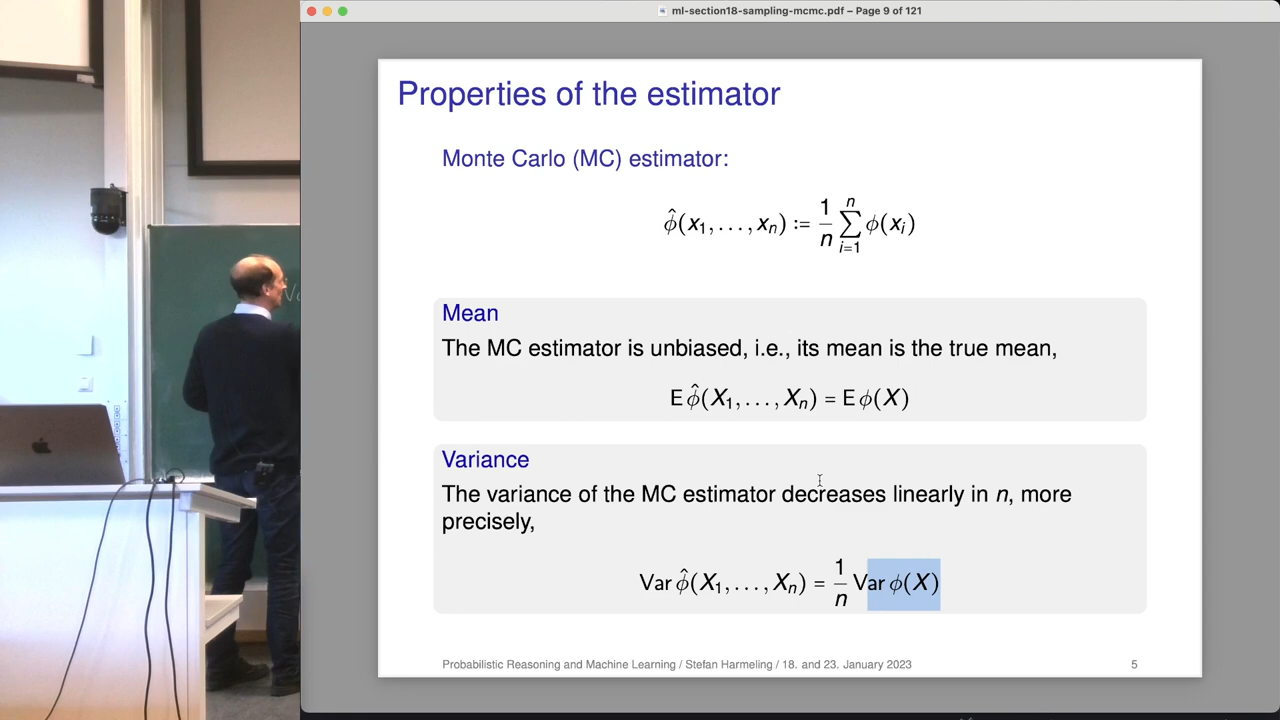 ml-section18-sampling-mcmc.pdf – Page 9 of 121
Properties of the estimator
Monte Carlo (MC) estimator:
φ̂(x₁, . . . , xₙ) := 1/n ∑ⁿᵢ₌₁ ϕ(xᵢ)
Mean
The MC estimator is unbiased, i.e., its mean is the true mean,
E ϕ̂(X₁, . . . , Xₙ) = E ϕ(X)
Variance
The variance of the MC estimator decreases linearly in n, more
precisely,
Var ϕ̂(X₁, . . . , Xₙ) = 1/n Var ϕ(X)
Probabilistic Reasoning and Machine Learning / Stefan Harmeling / 18. and 23. January 2023
5